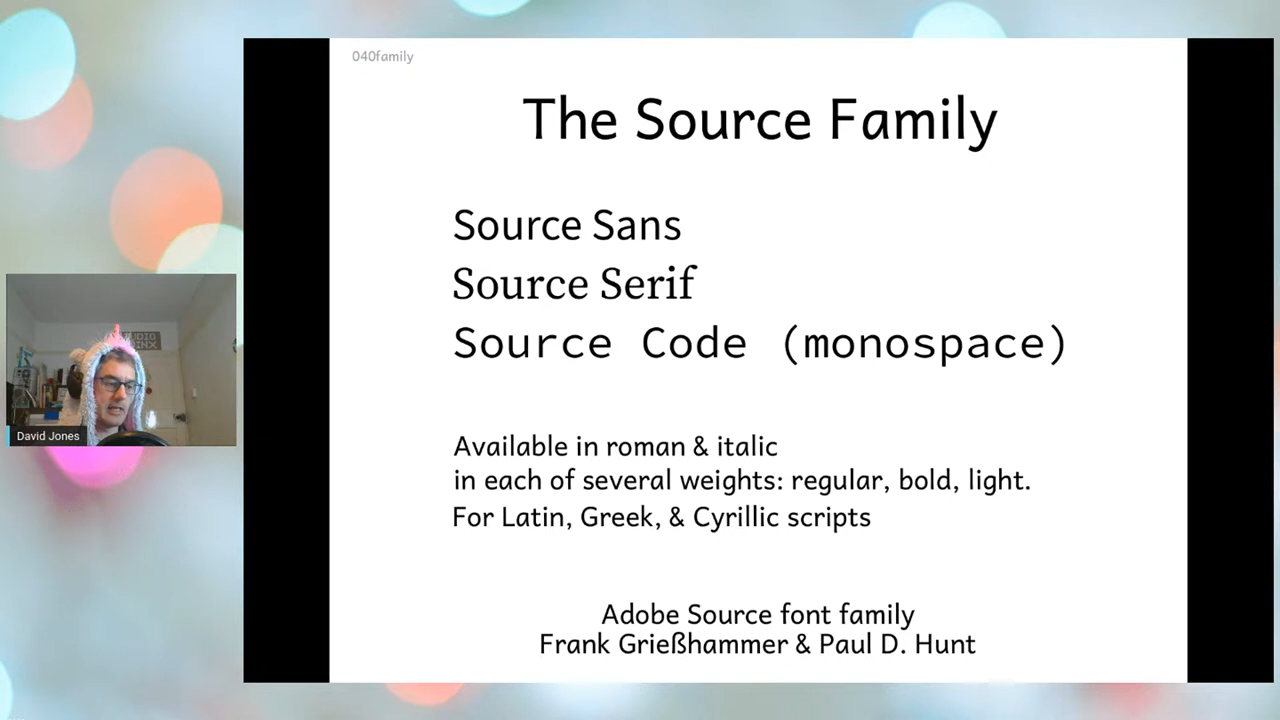 040family
The Source Family
Source Sans
Source Serif
Source Code (monospace)
Available in roman & italic
in each of several weights: regular, bold, light.
For Latin, Greek, & Cyrillic scripts
Adobe Source font family
Frank Grießhammer & Paul D. Hunt
David Jones